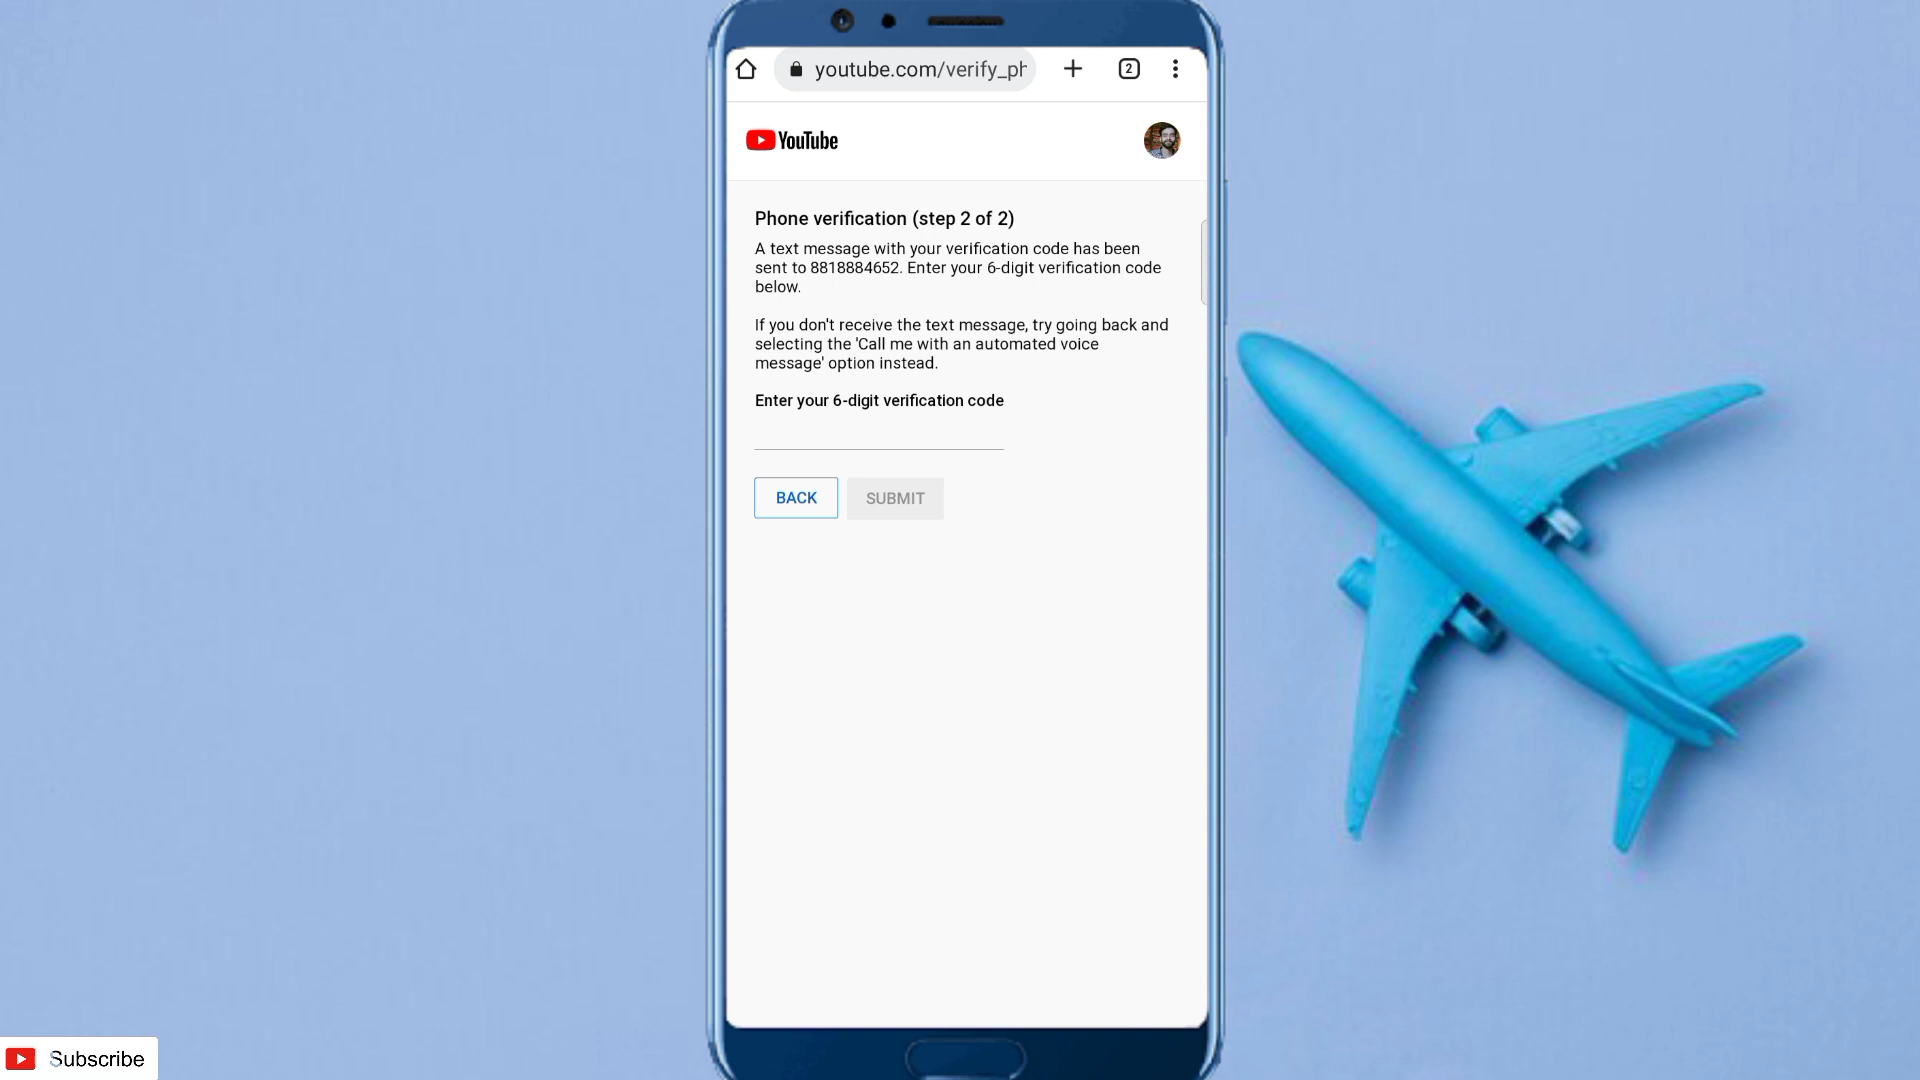 youtube.com/verify_ph
2
YouTube
Phone verification (step 2 of 2)
A text message with your verification code has been
sent to 8818884652. Enter your 6-digit verification code
below.
If you don't receive the text message, try going back and
selecting the 'Call me with an automated voice
message' option instead.
Enter your 6-digit verification code
BACK
SUBMIT
Subscribe